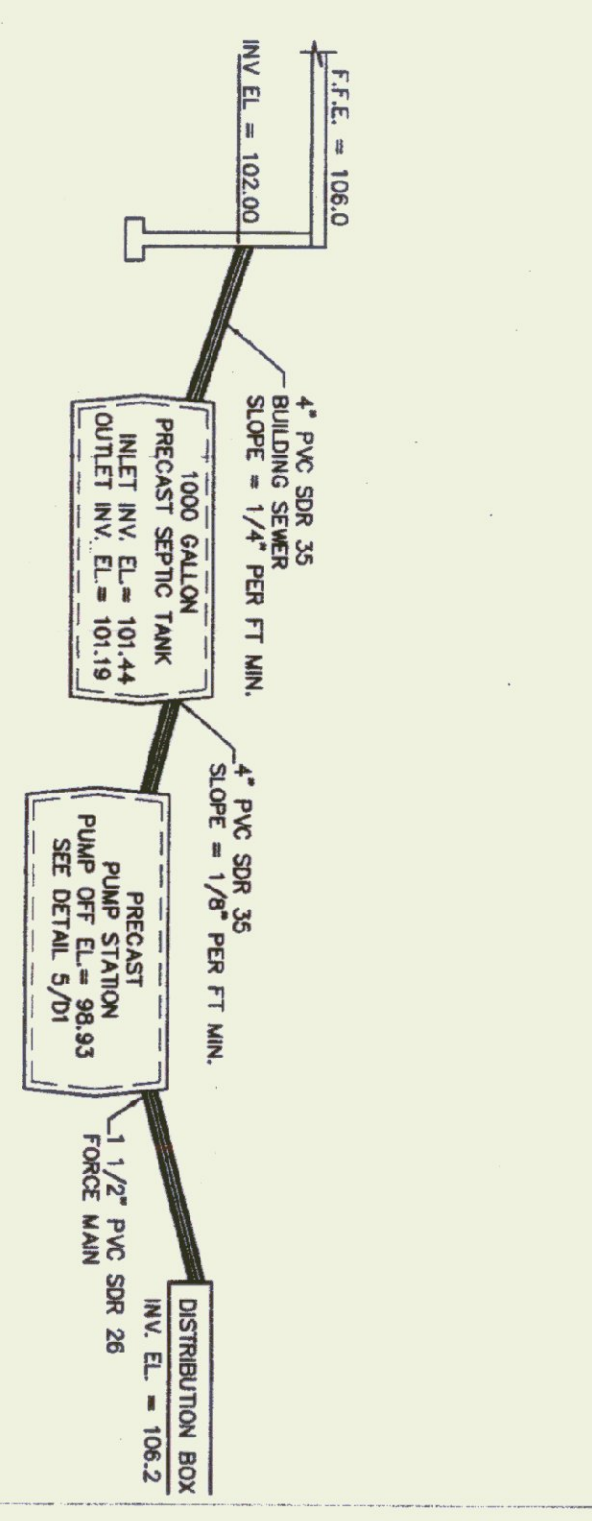 F.F.E. = 106.0
INV EL = 102.00
4" PVC SDR 35
BUILDING SEWER
SLOPE = 1/4" PER FT MIN.
1000 GALLON
PRECAST SEPTIC TANK
INLET INV. EL.= 101.44
OUTLET INV. EL.= 101.19
4" PVC SDR 35
SLOPE = 1/8" PER FT MIN.
PRECAST
PUMP STATION
PUMP OFF EL.= 98.93
SEE DETAIL 5/D1
1 1/2" PVC SDR 26
FORCE MAIN
DISTRIBUTION BOX
INV. EL. = 106.2